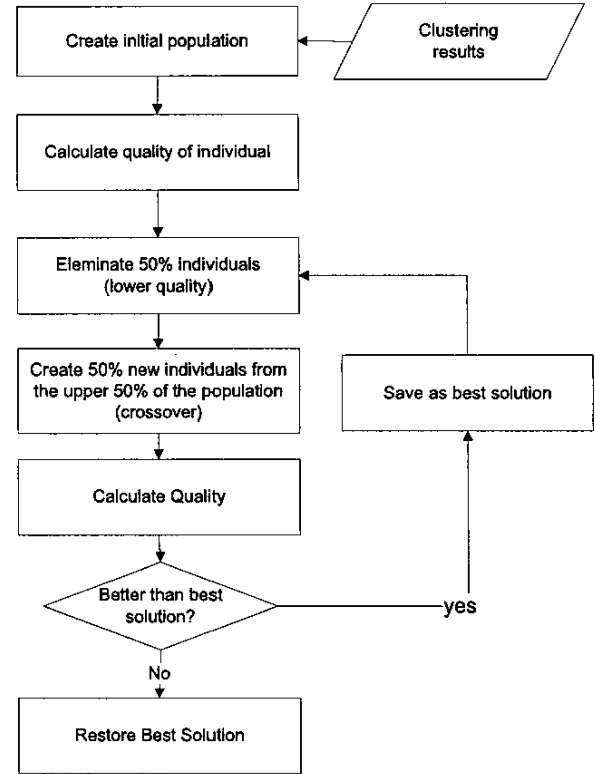 Create initial population
Clustering
results
Calculate quality of individual
Eleminate 50% individuals
(lower quality)
Create 50% new individuals from
the upper 50% of the population
(crossover)
Save as best solution
Calculate Quality
Better than best
solution?
yes
No
Restore Best Solution